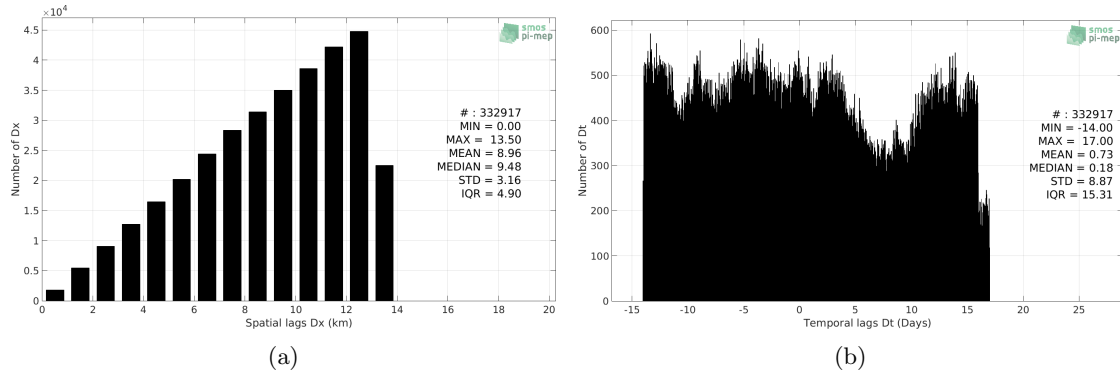 ×10⁴
4.5
4
3.5
3
2.5
2
1.5
1
0.5
0
Number of Dx
0 2 4 6 8 10 12 14 16 18 20
Spatial lags Dx (km)
smos
pi-mep
# : 332917
MIN = 0.00
MAX = 13.50
MEAN = 8.96
MEDIAN = 9.48
STD = 3.16
IQR = 4.90
(a)
600
500
400
300
200
100
0
Number of Dt
-15 -10 -5 0 5 10 15 20 25
Temporal lags Dt (Days)
smos
pi-mep
# : 332917
MIN = -14.00
MAX = 17.00
MEAN = 0.73
MEDIAN = 0.18
STD = 8.87
IQR = 15.31
(b)